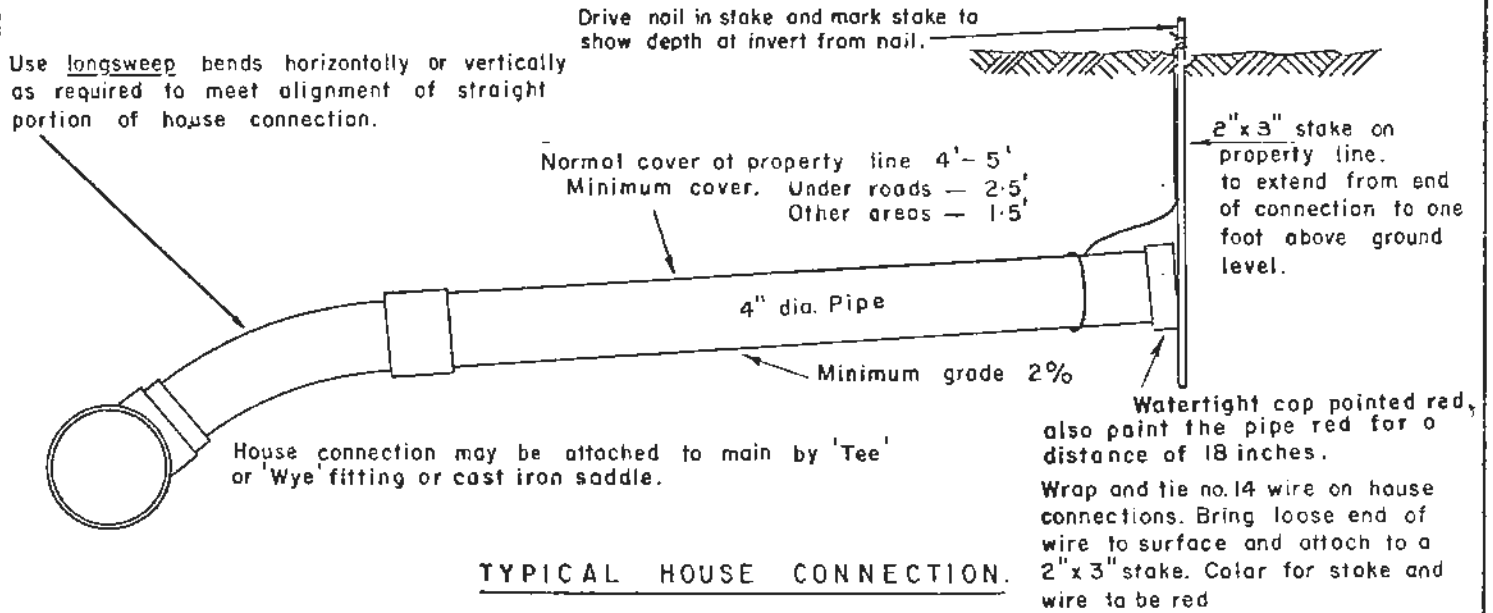 Drive nail in stake and mark stake to
show depth at invert from nail.
Use longsweep bends horizontally or vertically
as required to meet alignment of straight
portion of house connection.
Normal cover at property line 4'- 5'
Minimum cover. Under roads — 2·5'
Other areas — 1·5'
2"x 3" stake on
property line.
to extend from end
of connection to one
foot above ground
level.
4" dia. Pipe
Minimum grade 2%
Watertight cap painted red,
also paint the pipe red for a
distance of 18 inches.
House connection may be attached to main by 'Tee'
or 'Wye' fitting or cast iron saddle.
Wrap and tie no.14 wire on house
connections. Bring loose end of
wire to surface and attach to a
2"x 3" stake. Color for stake and
wire to be red
TYPICAL HOUSE CONNECTION.